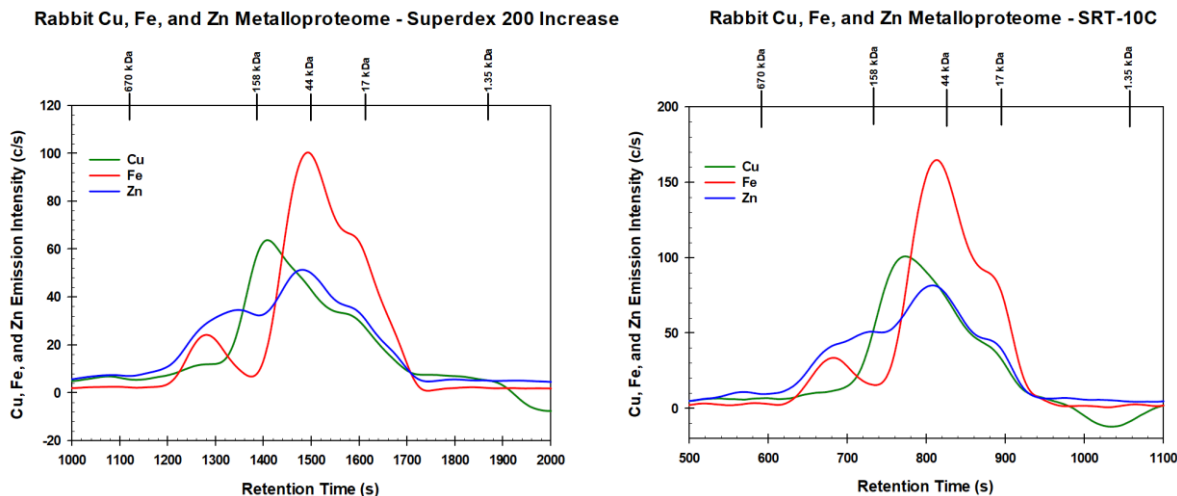 Rabbit Cu, Fe, and Zn Metalloproteome - Superdex 200 Increase
670 kDa
158 kDa
44 kDa
17 kDa
1.35 kDa
120
100
80
60
40
20
0
-20
Cu
Fe
Zn
Cu, Fe, and Zn Emission Intensity (c/s)
1000 1100 1200 1300 1400 1500 1600 1700 1800 1900 2000
Retention Time (s)
Rabbit Cu, Fe, and Zn Metalloproteome - SRT-10C
670 kDa
158 kDa
44 kDa
17 kDa
1.35 kDa
200
150
100
50
0
Cu
Fe
Zn
Cu, Fe, and Zn Emission Intensity (c/s)
500 600 700 800 900 1000 1100
Retention Time (s)